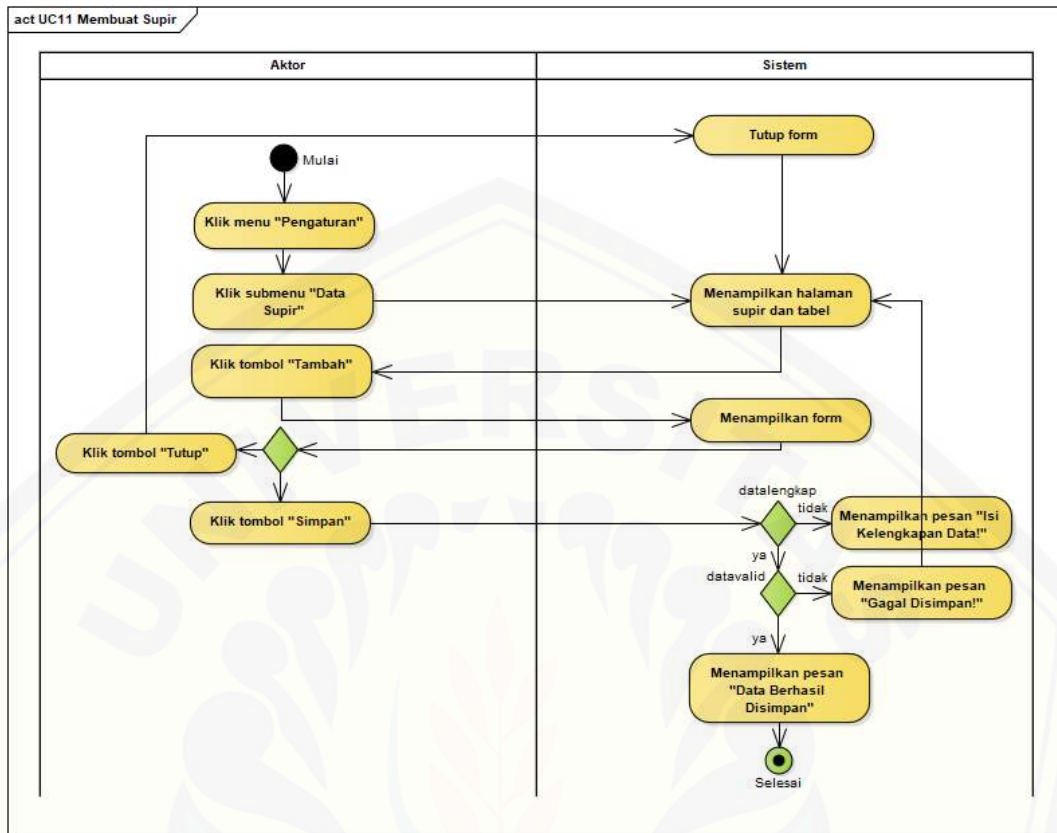 act UC11 Membuat Supir
Aktor
Sistem
Tutup form
Mulai
Klik menu "Pengaturan"
Klik submenu "Data
Supir"
Menampilkan halaman
supir dan tabel
Klik tombol "Tambah"
Menampilkan form
Klik tombol "Tutup"
Klik tombol "Simpan"
datalengkap
tidak
Menampilkan pesan "Isi
Kelengkapan Data!"
ya
datavalid
tidak
Menampilkan pesan
"Gagal Disimpan!"
ya
Menampilkan pesan
"Data Berhasil
Disimpan"
Selesai
UNIVERSITAS